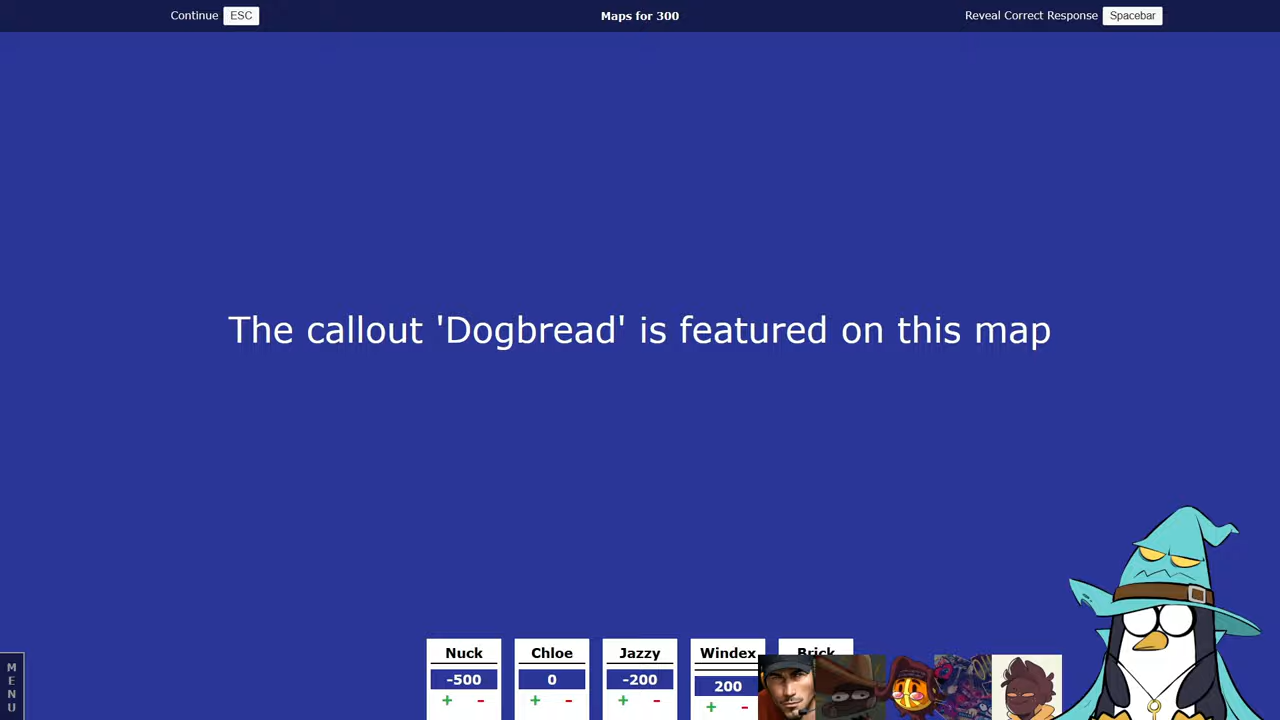 Continue ESC
Maps for 300
Reveal Correct Response Spacebar
The callout 'Dogbread' is featured on this map
MENU
Nuck Chloe Jazzy Windex Brick
-500 0 -200 200
+ - + - + - + -